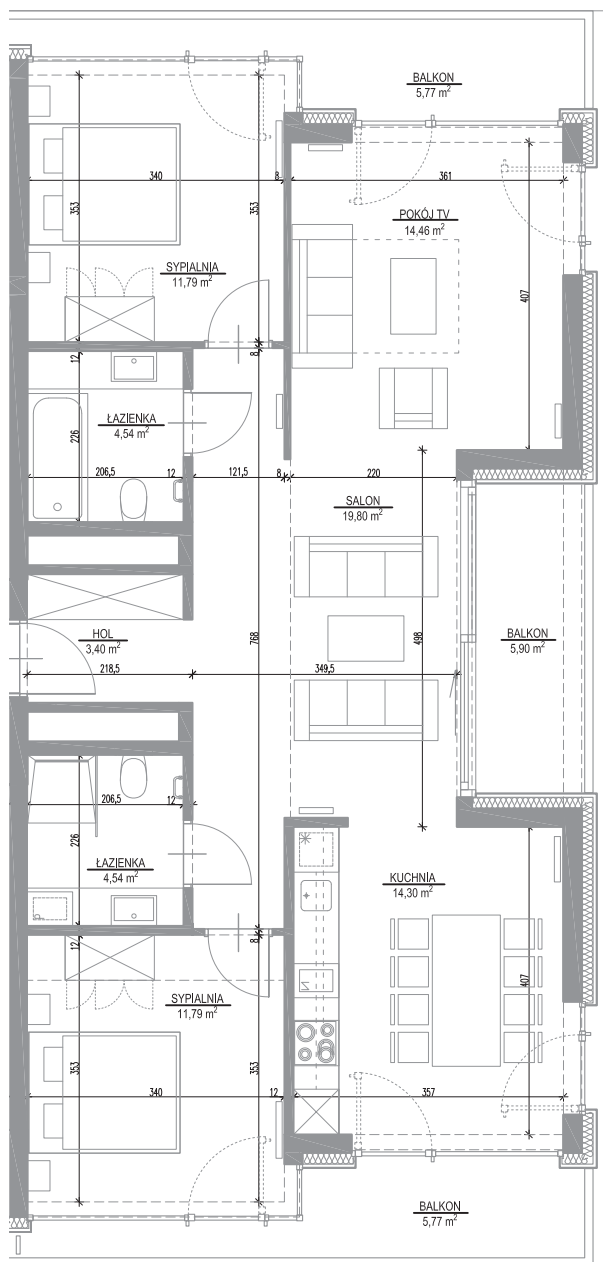 BALKON
5,77 m²
340
8
361
353
353
POKÓJ TV
14,46 m²
SYPIALNIA
11,79 m²
407
12
8
ŁAZIENKA
4,54 m²
226
206,5
12
121,5
8
220
SALON
19,80 m²
HOL
3,40 m²
768
498
BALKON
5,90 m²
218,5
349,5
206,5
12
226
ŁAZIENKA
4,54 m²
KUCHNIA
14,30 m²
12
8
SYPIALNIA
11,79 m²
407
353
353
340
12
357
BALKON
5,77 m²